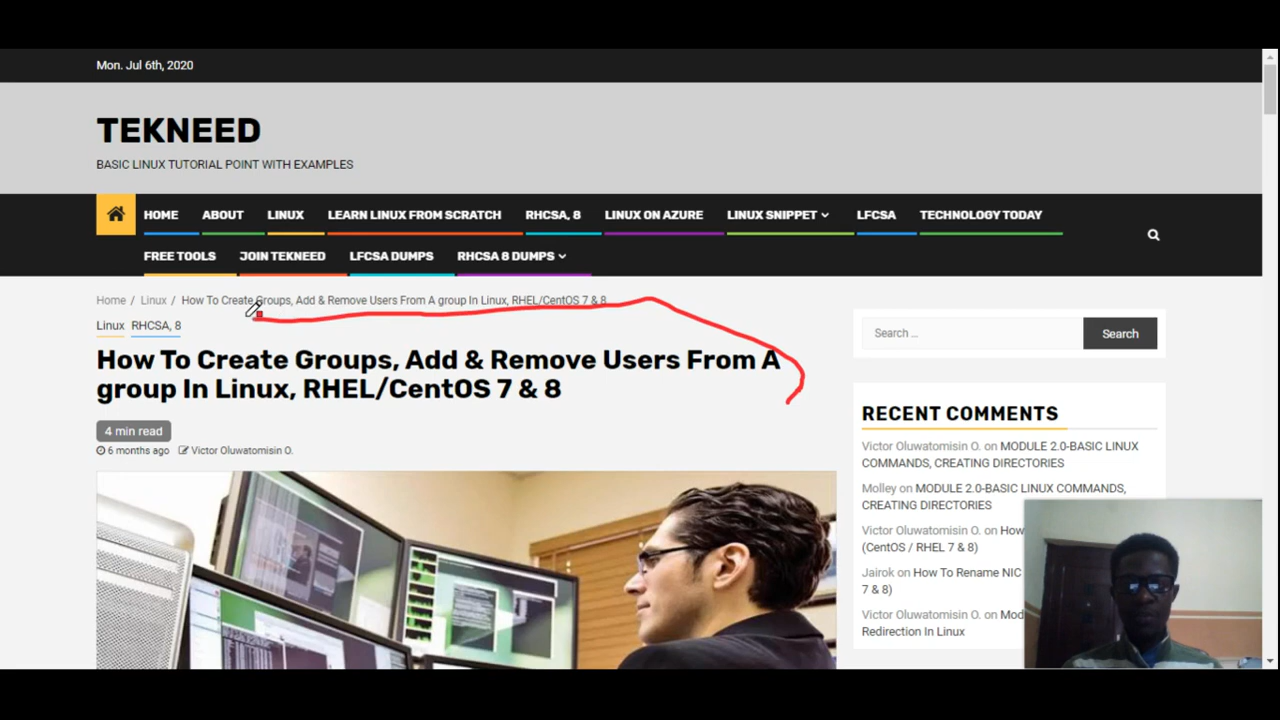 Mon. Jul 6th, 2020
TEKNEED
BASIC LINUX TUTORIAL POINT WITH EXAMPLES
HOME ABOUT LINUX LEARN LINUX FROM SCRATCH RHCSA, 8 LINUX ON AZURE LINUX SNIPPET LFCSA TECHNOLOGY TODAY
FREE TOOLS JOIN TEKNEED LFCSA DUMPS RHCSA 8 DUMPS
Home / Linux / How To Create Groups, Add & Remove Users From A group In Linux, RHEL/CentOS 7 & 8
Linux RHCSA, 8
How To Create Groups, Add & Remove Users From A
group In Linux, RHEL/CentOS 7 & 8
4 min read
6 months ago Victor Oluwatomisin O.
Search ... Search
RECENT COMMENTS
Victor Oluwatomisin O. on MODULE 2.0-BASIC LINUX
COMMANDS, CREATING DIRECTORIES
Molley on MODULE 2.0-BASIC LINUX COMMANDS,
CREATING DIRECTORIES
Victor Oluwatomisin O. on How
(CentOS / RHEL 7 & 8)
Jairok on How To Rename NIC
7 & 8)
Victor Oluwatomisin O. on Mod
Redirection In Linux